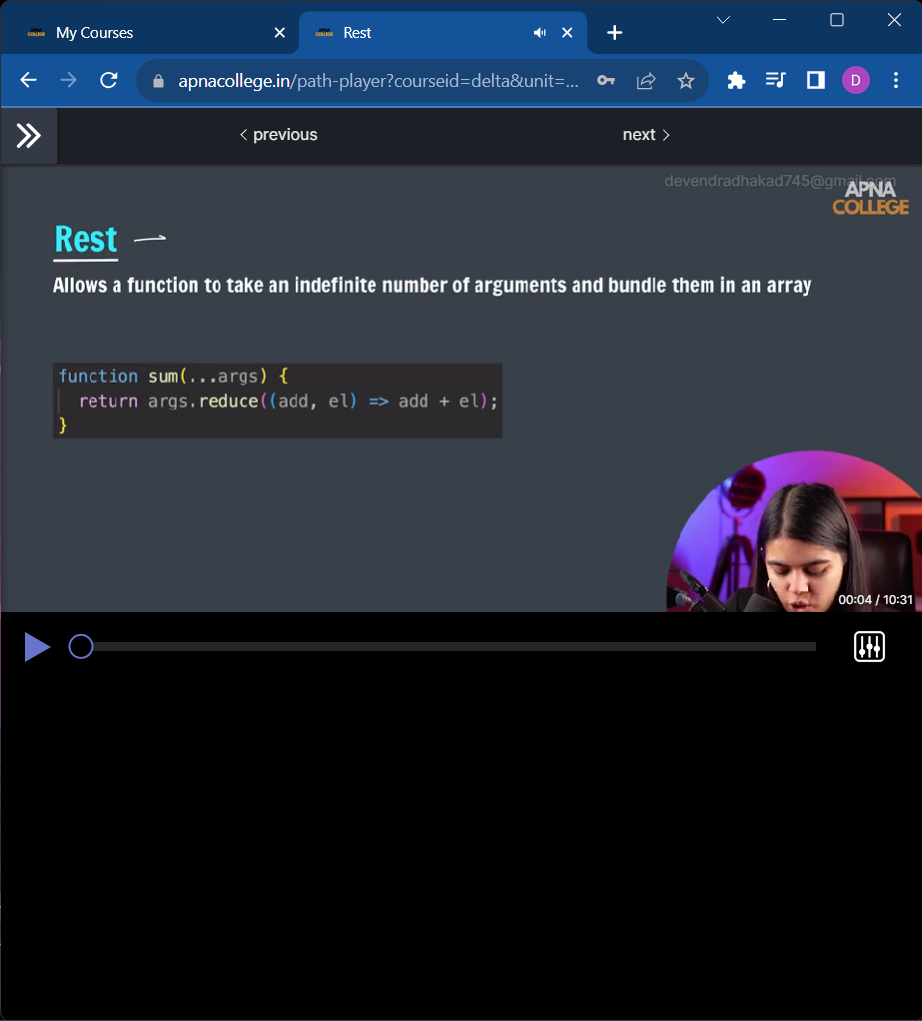 My Courses
Rest
apnacollege.in/path-player?courseid=delta&unit=...
D
previous
next
devendradhakad745@gmail.com
APNA
COLLEGE
Rest
Allows a function to take an indefinite number of arguments and bundle them in an array
function sum(...args) {
return args.reduce((add, el) => add + el);
}
00:04 / 10:31